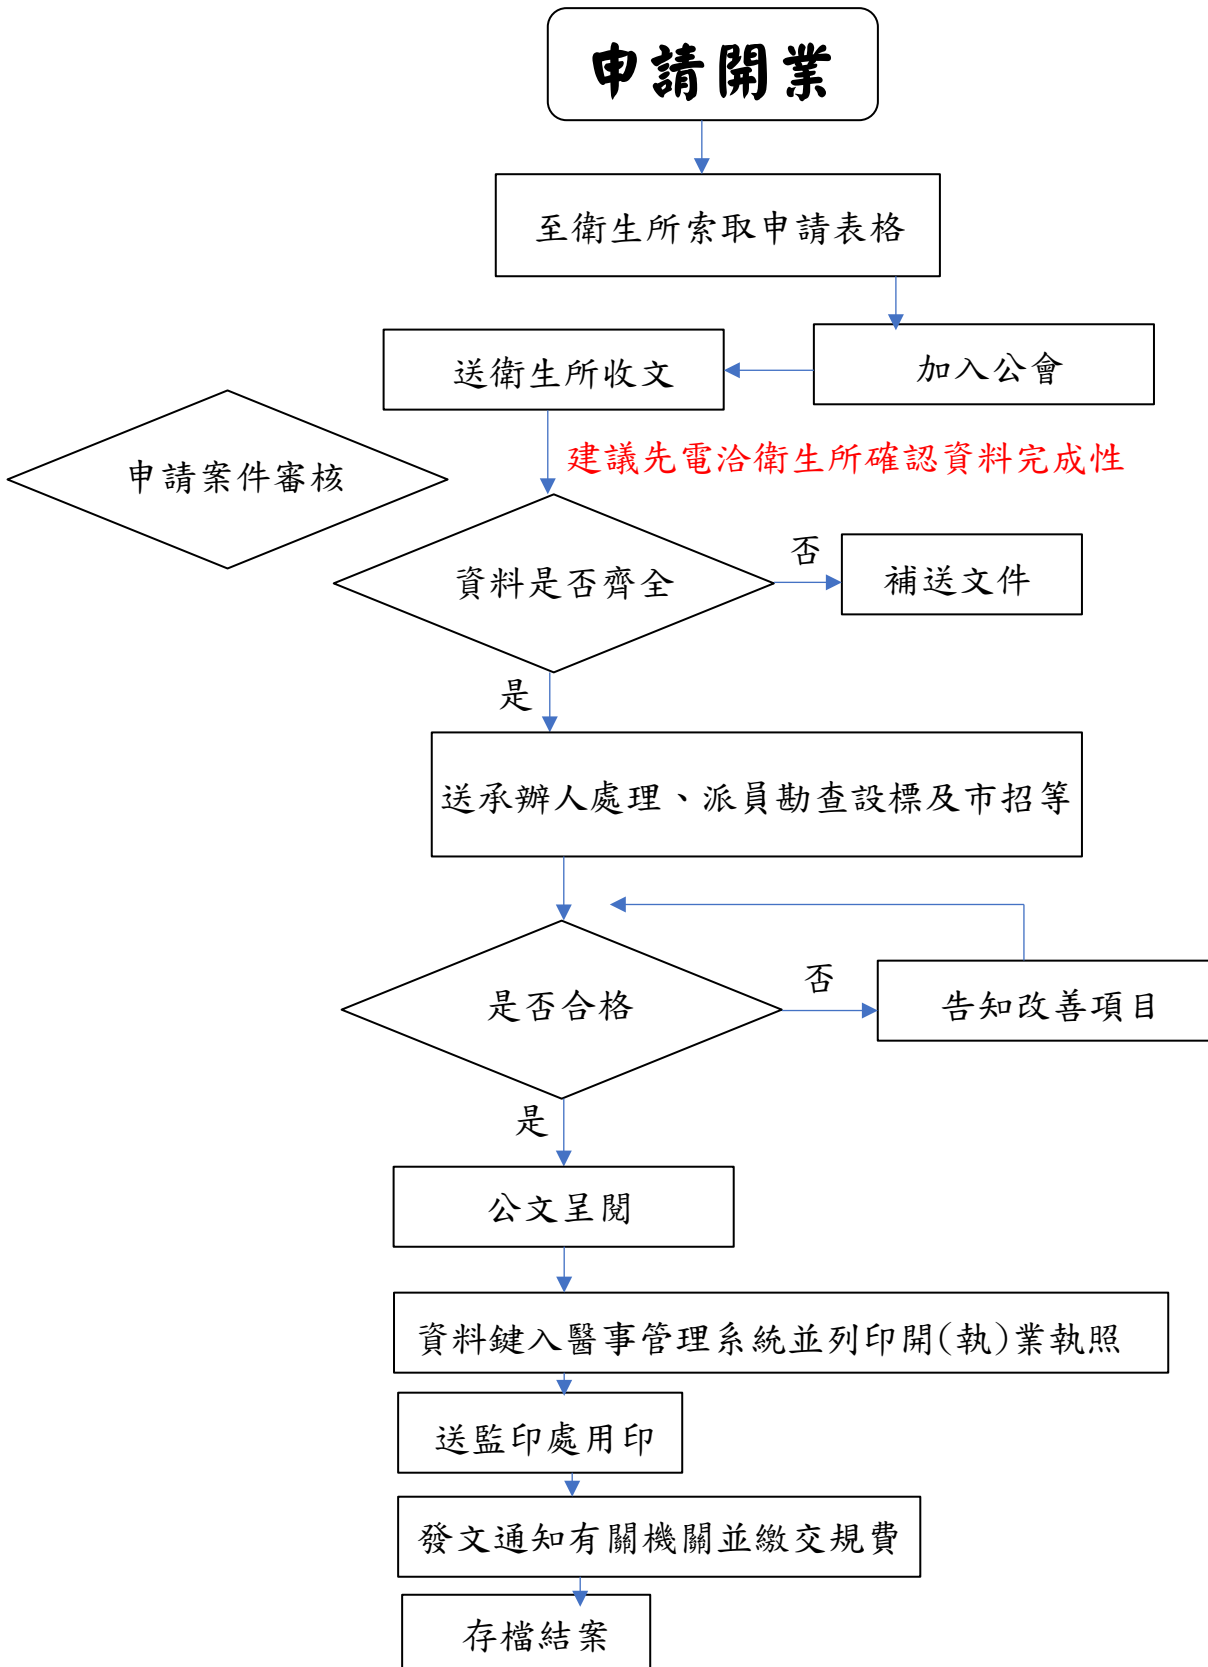 申請開業
至衛生所索取申請表格
加入公會
送衛生所收文
建議先電洽衛生所確認資料完成性
申請案件審核
資料是否齊全
否
補送文件
是
送承辦人處理、派員勘查設標及市招等
是否合格
否
告知改善項目
是
公文呈閱
資料鍵入醫事管理系統並列印開(執)業執照
送監印處用印
發文通知有關機關並繳交規費
存檔結案